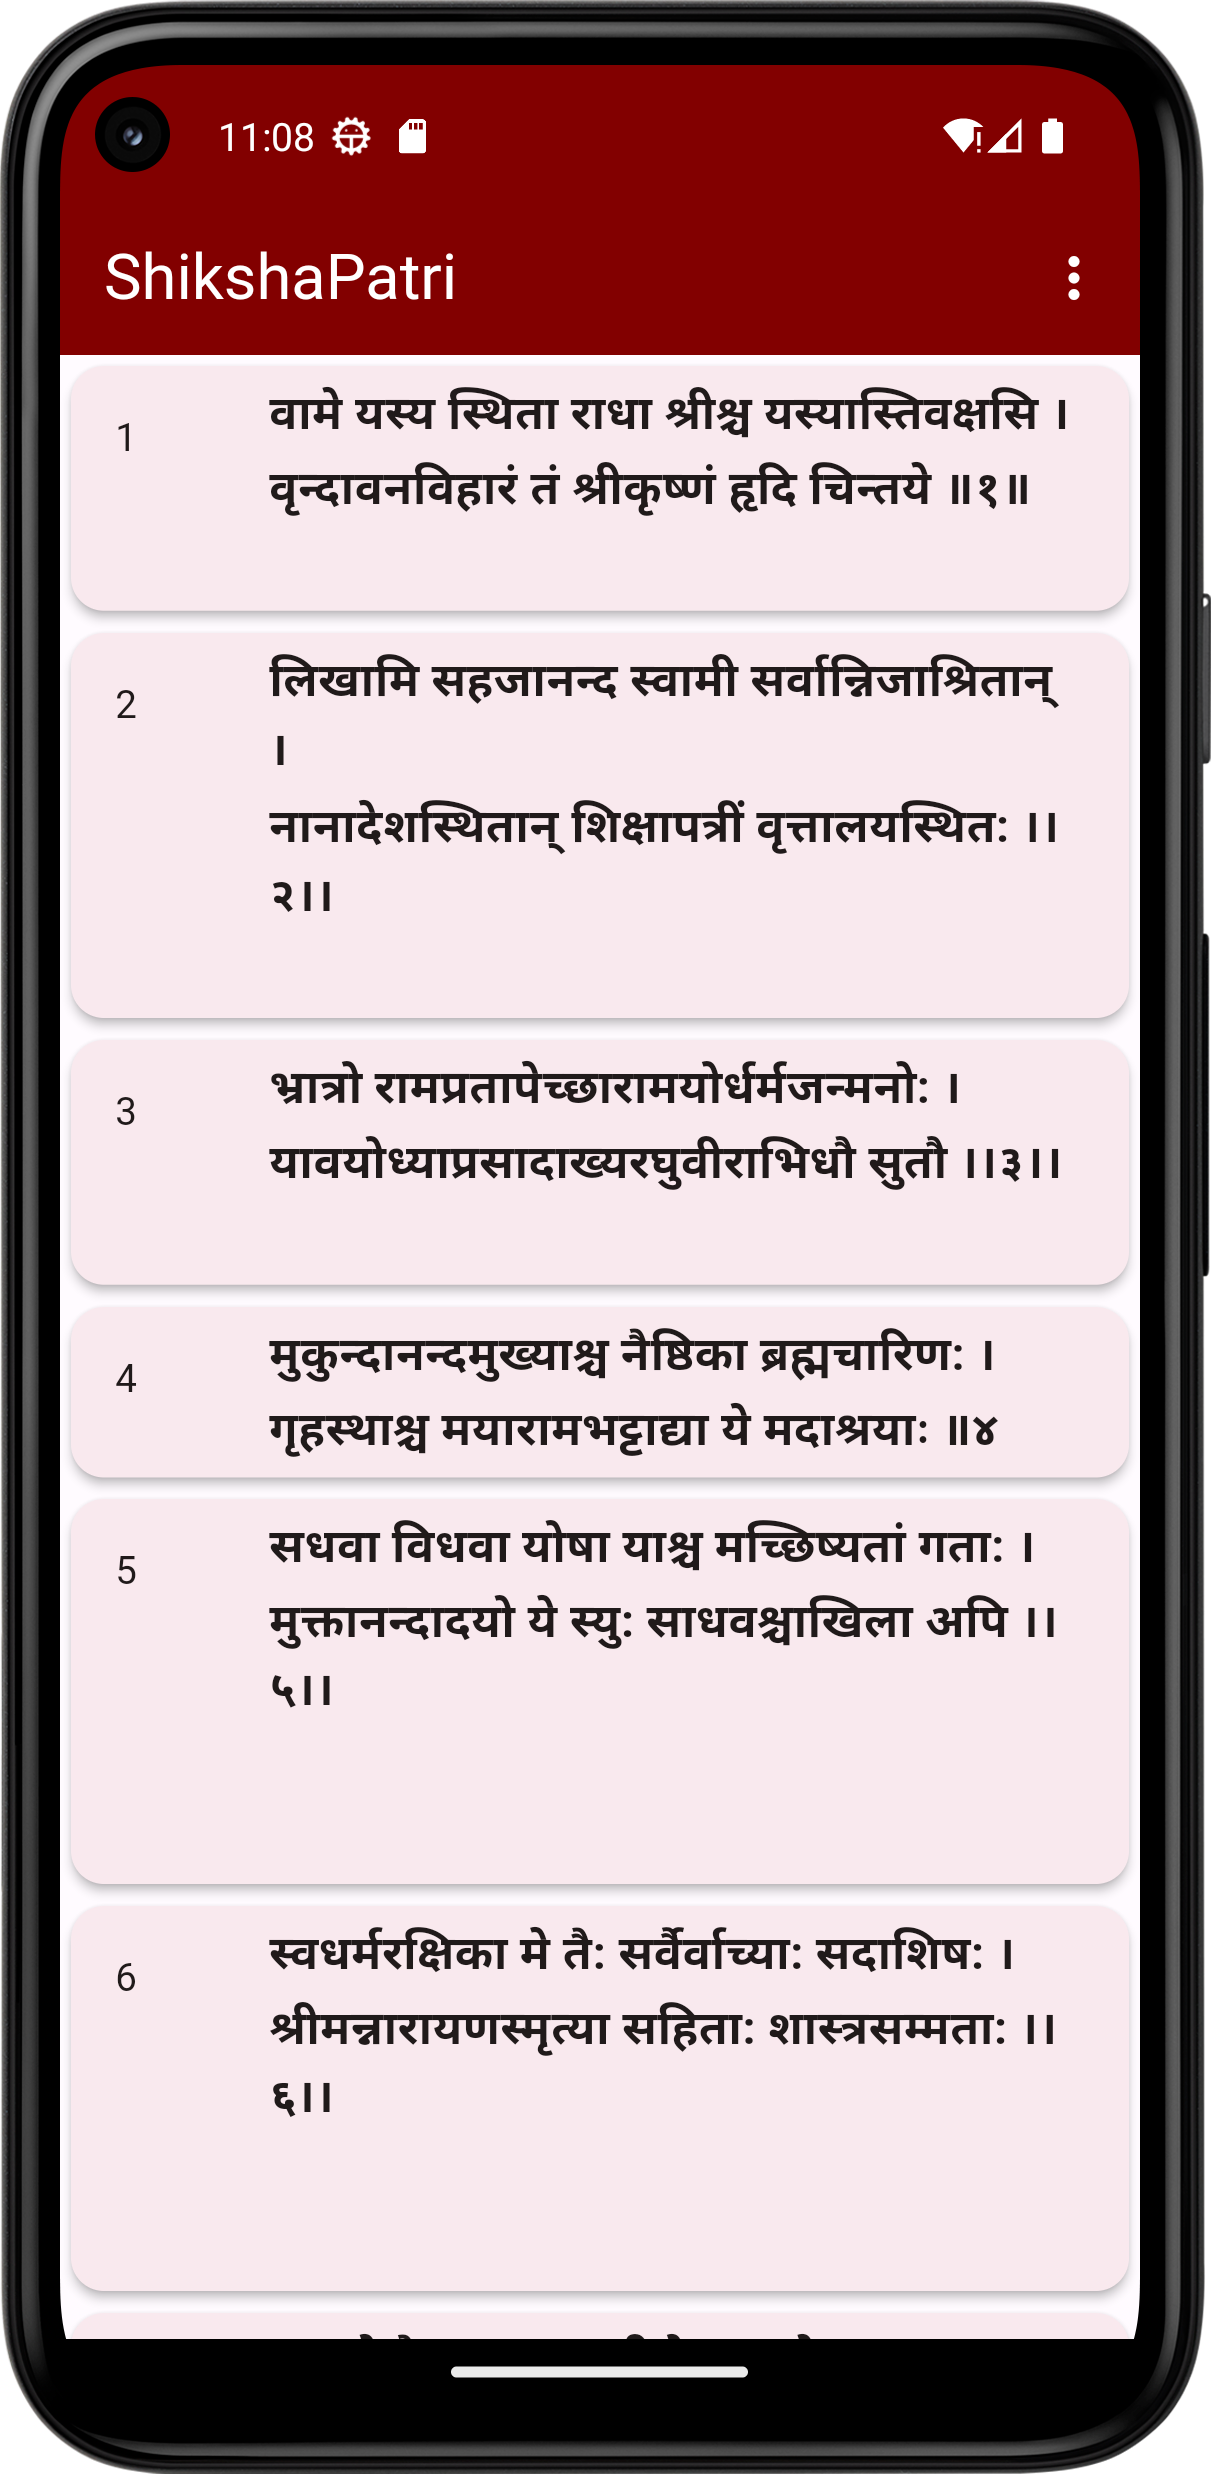 11:08
ShikshaPatri
1
वामे यस्य स्थिता राधा श्रीश्च यस्यास्तिवक्षसि ।
वृन्दावनविहारं तं श्रीकृष्णं हृदि चिन्तये ॥१॥
2
लिखामि सहजानन्द स्वामी सर्वान्निजाश्रितान्
।
नानादेशस्थितान् शिक्षापत्रीं वृत्तालयस्थित: ।।
२।।
3
भ्रात्रो रामप्रतापेच्छारामयोर्धर्मजन्मनो: ।
यावयोध्याप्रसादाख्यरघुवीराभिधौ सुतौ ।।३।।
4
मुकुन्दानन्दमुख्याश्च नैष्ठिका ब्रह्मचारिण: ।
गृहस्थाश्च मयारामभट्टाद्या ये मदाश्रयाः ॥४
5
सधवा विधवा योषा याश्च मच्छिष्यतां गता: ।
मुक्तानन्दादयो ये स्यु: साधवश्चाखिला अपि ।।
५।।
6
स्वधर्मरक्षिका मे तै: सर्वैर्वाच्या: सदाशिष: ।
श्रीमन्नारायणस्मृत्या सहिता: शास्त्रसम्मता: ।।
६।।